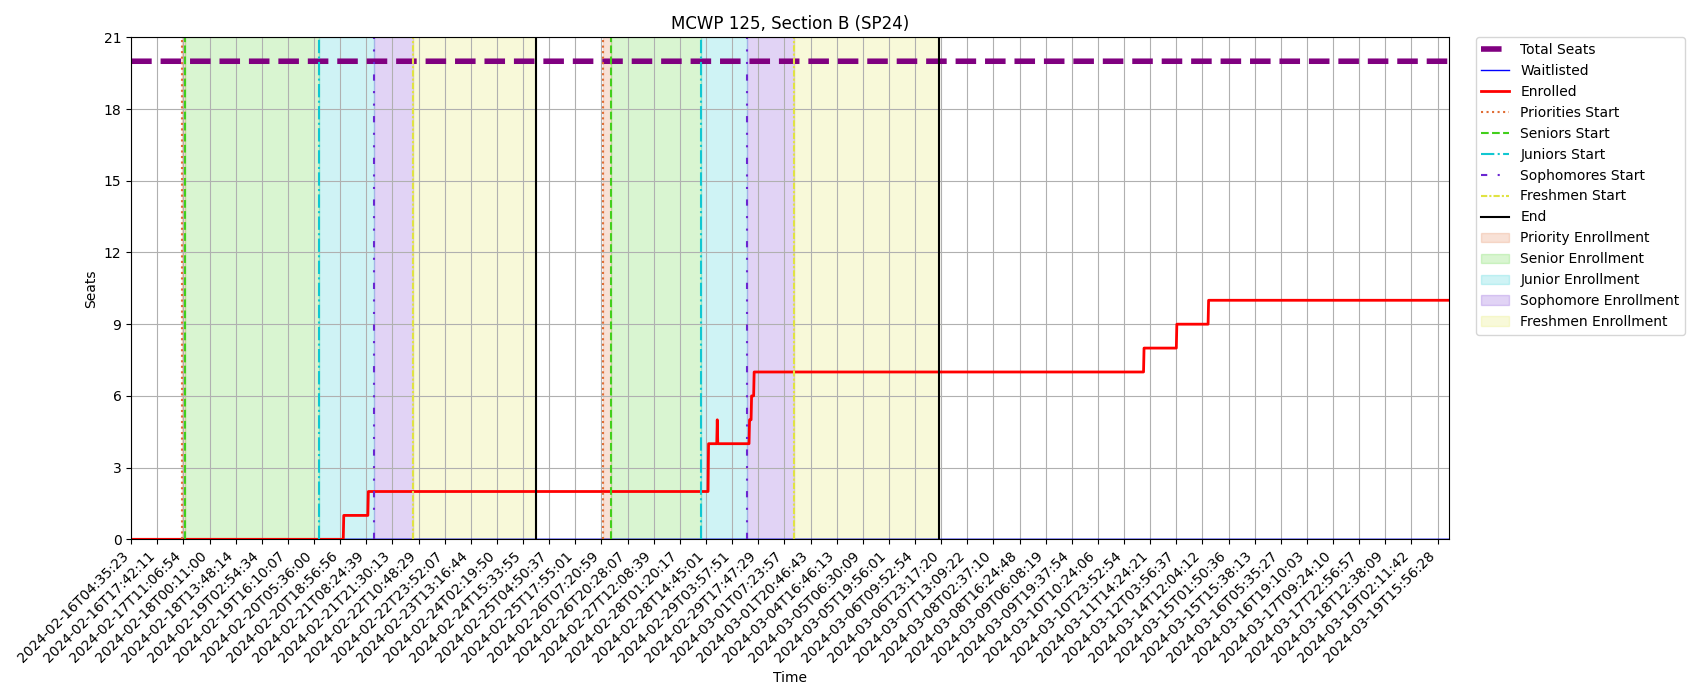 MCWP 125, Section B (SP24)
21
18
15
12
9
6
3
0
Seats
2024-02-16T04:35:23
2024-02-16T17:42:11
2024-02-17T11:06:54
2024-02-18T00:11:00
2024-02-18T13:48:14
2024-02-19T02:54:34
2024-02-19T16:10:07
2024-02-20T05:36:00
2024-02-20T18:56:56
2024-02-21T08:24:39
2024-02-21T21:30:13
2024-02-22T10:48:29
2024-02-22T23:52:07
2024-02-23T13:16:44
2024-02-24T02:19:50
2024-02-24T15:33:55
2024-02-25T04:50:37
2024-02-25T17:55:01
2024-02-26T07:20:59
2024-02-26T20:28:07
2024-02-27T12:08:39
2024-02-28T01:20:17
2024-02-28T14:45:01
2024-02-29T03:57:51
2024-02-29T17:47:29
2024-03-01T07:23:57
2024-03-01T20:46:43
2024-03-04T16:46:13
2024-03-05T06:30:09
2024-03-05T19:56:01
2024-03-06T09:52:54
2024-03-06T23:17:20
2024-03-07T13:09:22
2024-03-08T02:37:10
2024-03-08T16:24:48
2024-03-09T06:08:19
2024-03-09T19:37:54
2024-03-10T10:24:06
2024-03-10T23:52:54
2024-03-11T14:24:21
2024-03-12T03:56:37
2024-03-14T12:04:12
2024-03-15T01:50:36
2024-03-15T15:38:13
2024-03-16T05:35:27
2024-03-16T19:10:03
2024-03-17T09:24:10
2024-03-17T22:56:57
2024-03-18T12:38:09
2024-03-19T02:11:42
2024-03-19T15:56:28
Time
Total Seats
Waitlisted
Enrolled
Priorities Start
Seniors Start
Juniors Start
Sophomores Start
Freshmen Start
End
Priority Enrollment
Senior Enrollment
Junior Enrollment
Sophomore Enrollment
Freshmen Enrollment